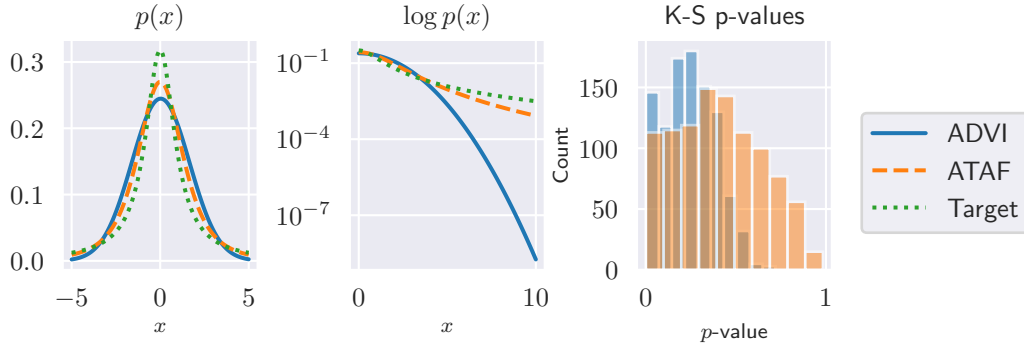 p(x)
0.3
0.2
0.1
0.0
−5
0
5
x
log p(x)
10⁻¹
10⁻⁴
10⁻⁷
0
10
x
K-S p-values
Count
150
100
50
0
0
1
p-value
ADVI
ATAF
Target